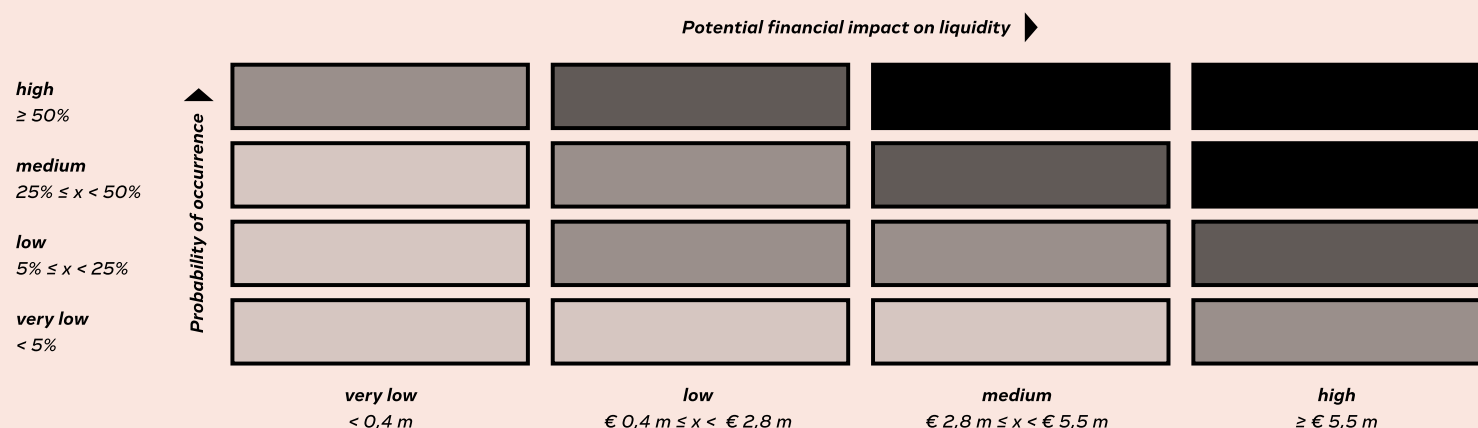 Potential financial impact on liquidity
high
≥ 50%
medium
25% ≤ x < 50%
low
5% ≤ x < 25%
very low
< 5%
Probability of occurrence
very low
< 0,4 m
low
€ 0,4 m ≤ x < € 2,8 m
medium
€ 2,8 m ≤ x < € 5,5 m
high
≥ € 5,5 m